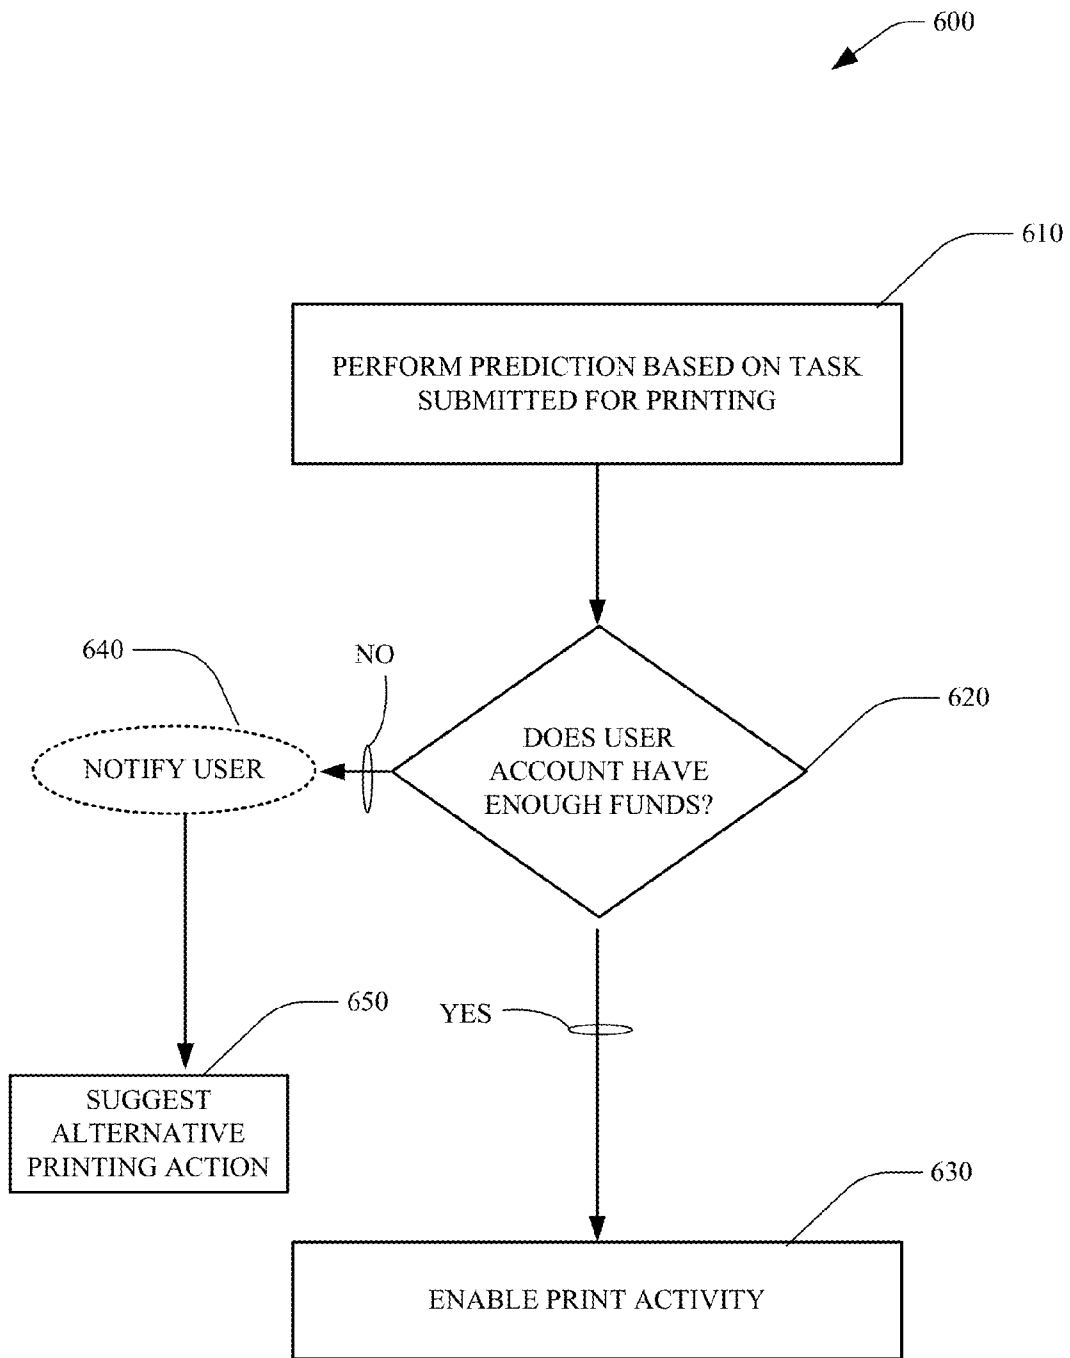 600
610
PERFORM PREDICTION BASED ON TASK
SUBMITTED FOR PRINTING
640
NO
620
DOES USER
ACCOUNT HAVE
ENOUGH FUNDS?
NOTIFY USER
650
YES
SUGGEST
ALTERNATIVE
PRINTING ACTION
630
ENABLE PRINT ACTIVITY